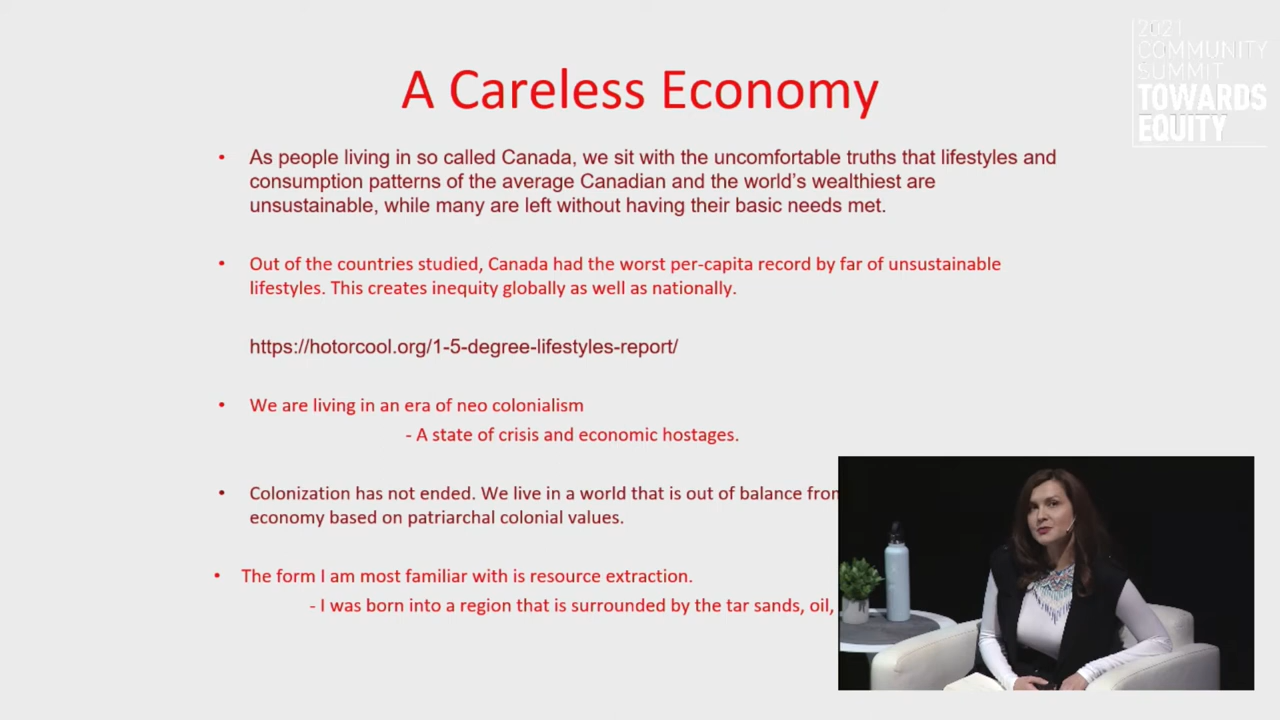 2021
COMMUNITY
SUMMIT
TOWARDS
EQUITY
A Careless Economy
• As people living in so called Canada, we sit with the uncomfortable truths that lifestyles and
consumption patterns of the average Canadian and the world's wealthiest are
unsustainable, while many are left without having their basic needs met.
• Out of the countries studied, Canada had the worst per-capita record by far of unsustainable
lifestyles. This creates inequity globally as well as nationally.
https://hotorcool.org/1-5-degree-lifestyles-report/
• We are living in an era of neo colonialism
- A state of crisis and economic hostages.
• Colonization has not ended. We live in a world that is out of balance from
economy based on patriarchal colonial values.
• The form I am most familiar with is resource extraction.
- I was born into a region that is surrounded by the tar sands, oil,